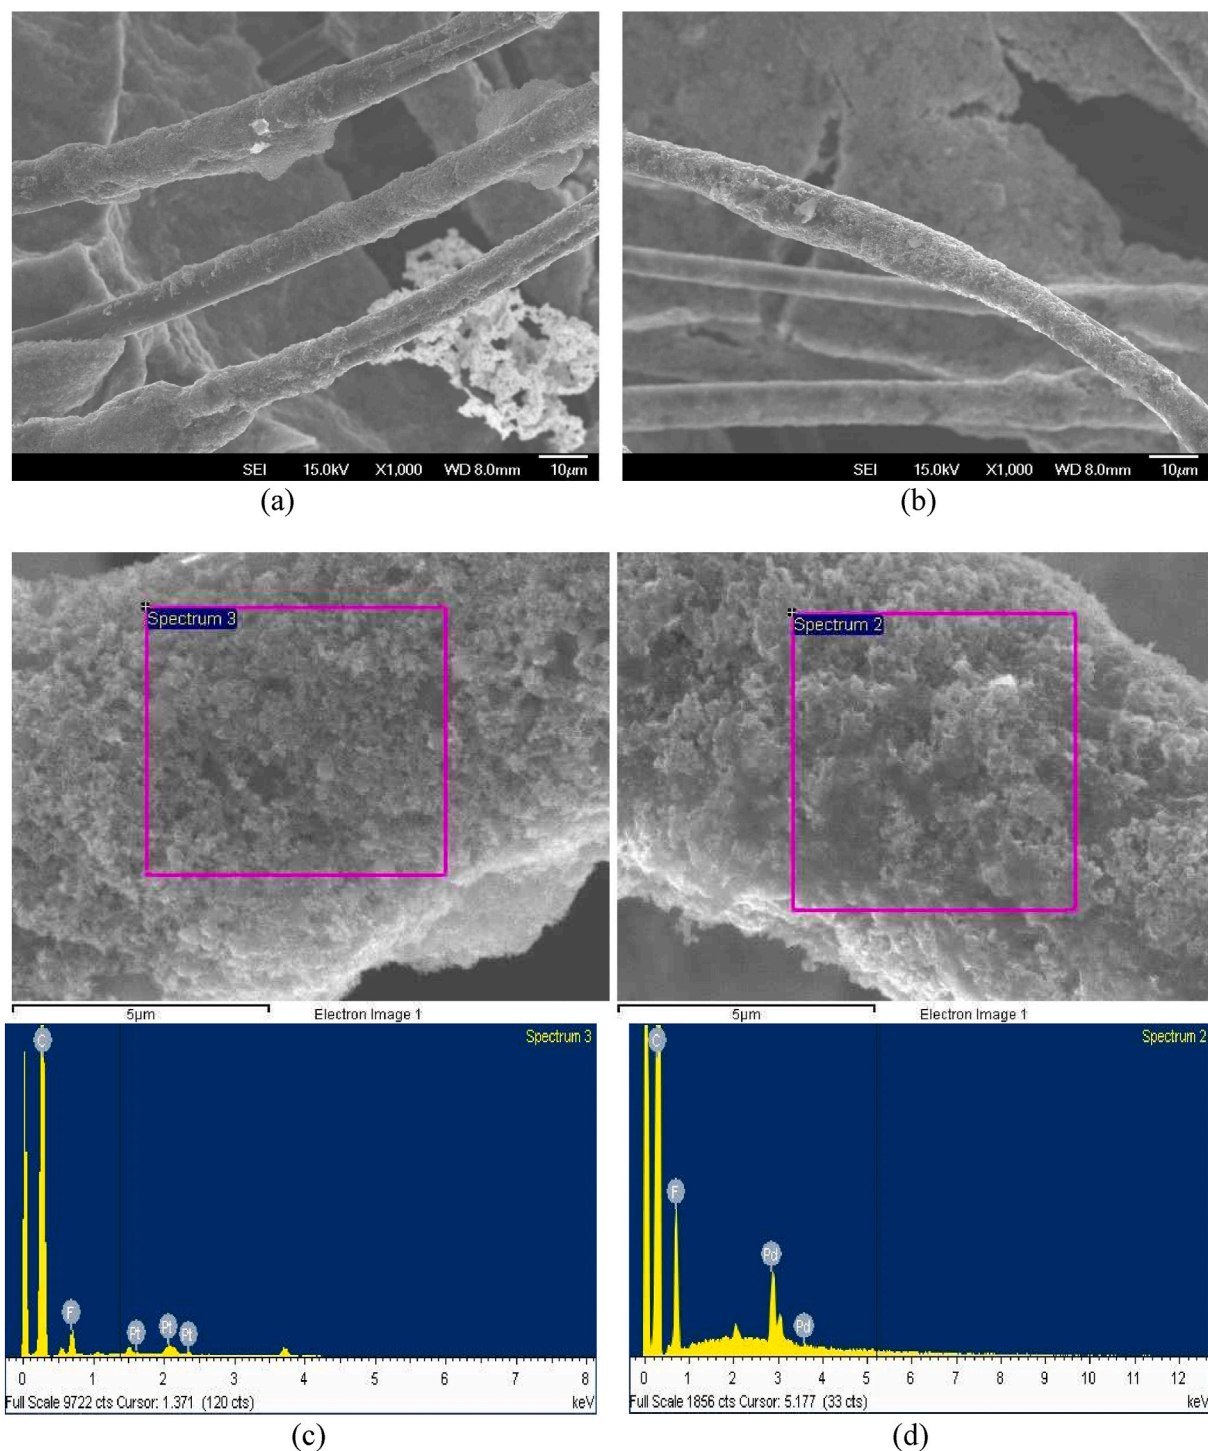 SEI 15.0kV X1,000 WD 8.0mm 10μm
SEI 15.0kV X1,000 WD 8.0mm 10μm
(a)
(b)
Spectrum 3
Spectrum 2
5μm Electron Image 1
5μm Electron Image 1
Spectrum 3
C
F
Pt
Pt
Pt
0 1 2 3 4 5 6 7 8
Full Scale 9722 cts Cursor: 1.371 (120 cts) keV
Spectrum 2
C
F
Pd
Pd
0 1 2 3 4 5 6 7 8 9 10 11 12
Full Scale 1856 cts Cursor: 5.177 (33 cts) keV
(c)
(d)